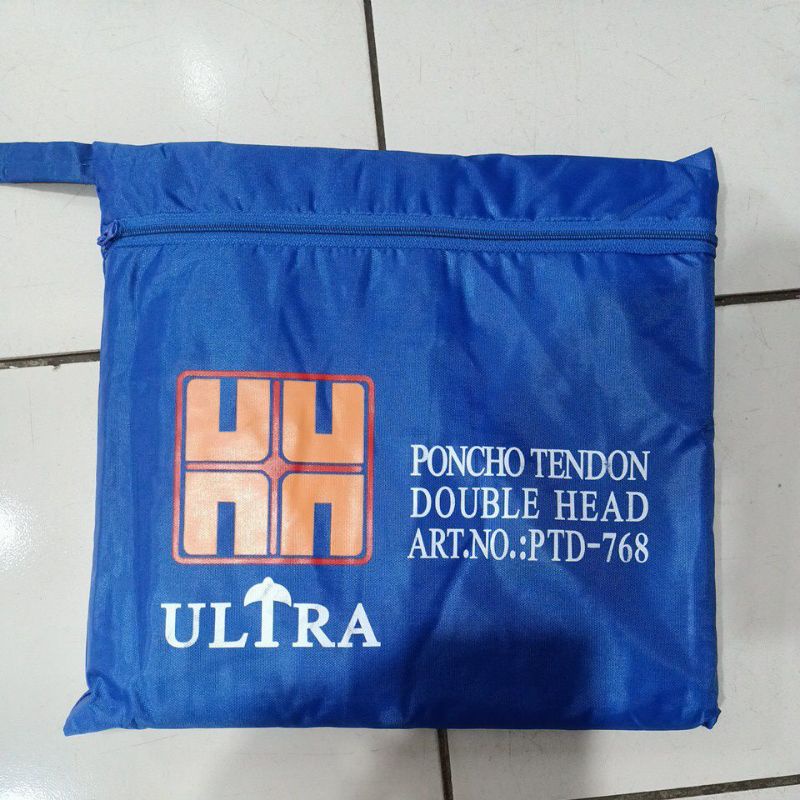 ULTRA
PONCHO TENDON
DOUBLE HEAD
ART.NO.:PTD-768